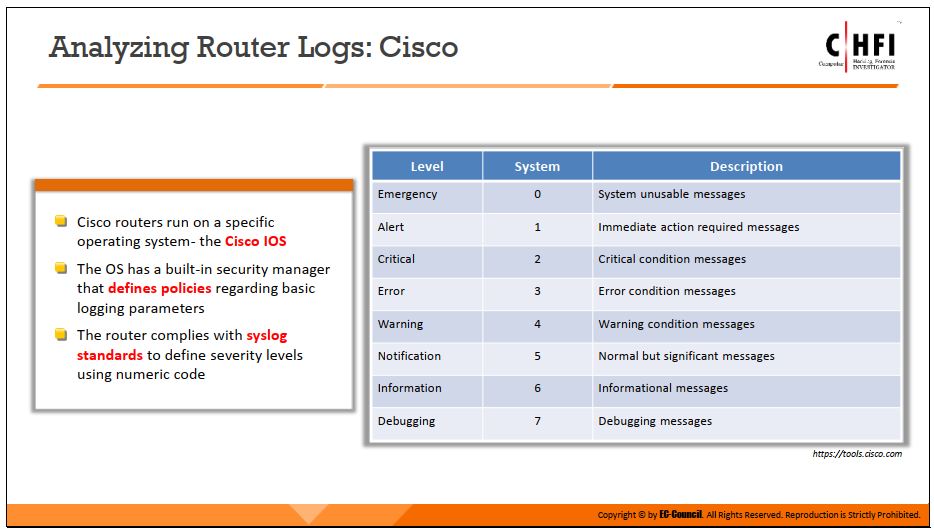 Analyzing Router Logs: Cisco
CHFI
Computer Hacking Forensic
INVESTIGATOR
Cisco routers run on a specific
operating system- the Cisco IOS
The OS has a built-in security manager
that defines policies regarding basic
logging parameters
The router complies with syslog
standards to define severity levels
using numeric code
Level System Description
Emergency 0 System unusable messages
Alert 1 Immediate action required messages
Critical 2 Critical condition messages
Error 3 Error condition messages
Warning 4 Warning condition messages
Notification 5 Normal but significant messages
Information 6 Informational messages
Debugging 7 Debugging messages
https://tools.cisco.com
Copyright © by EC-Council. All Rights Reserved. Reproduction is Strictly Prohibited.